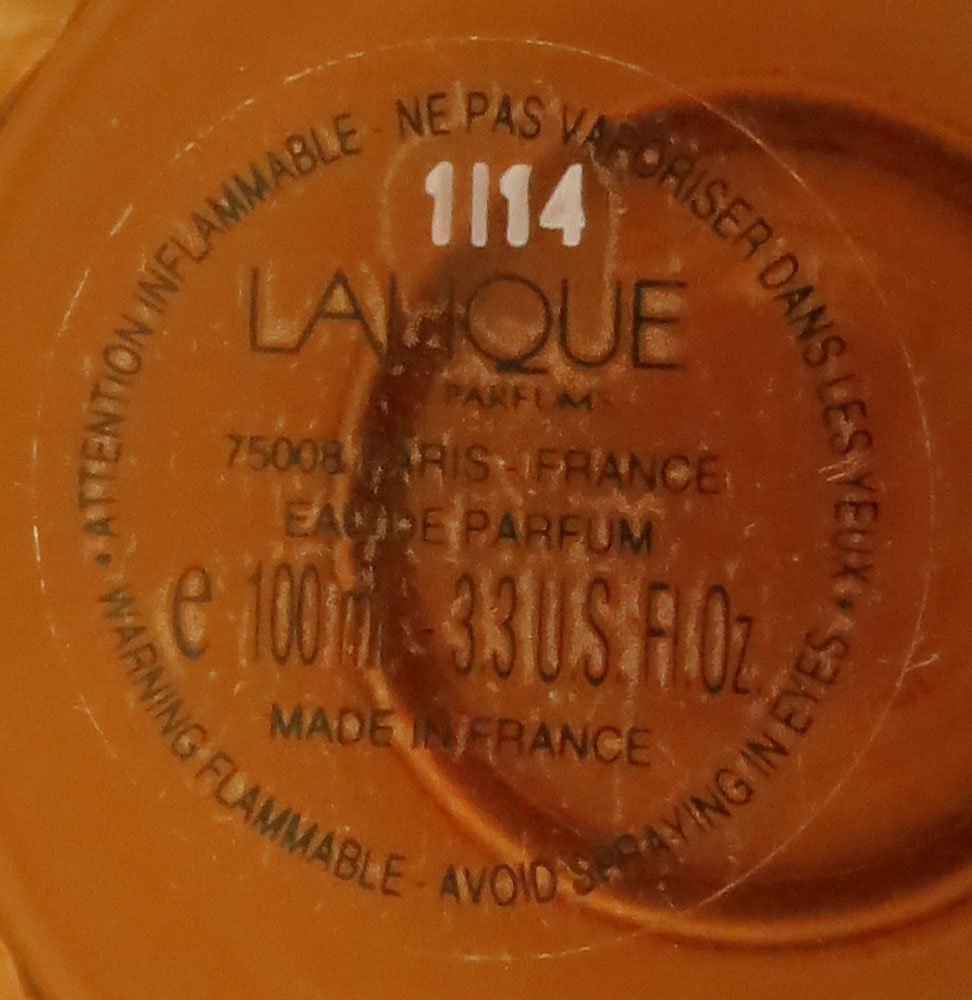 ATTENTION INFLAMMABLE - NE PAS VAPORISER DANS LES YEUX •
1114
LALIQUE
PARFUMS
75008 PARIS - FRANCE
EAU DE PARFUM
e 100 ml - 3.3 U.S. Fl. Oz.
MADE IN FRANCE
• WARNING FLAMMABLE - AVOID SPRAYING IN EYES